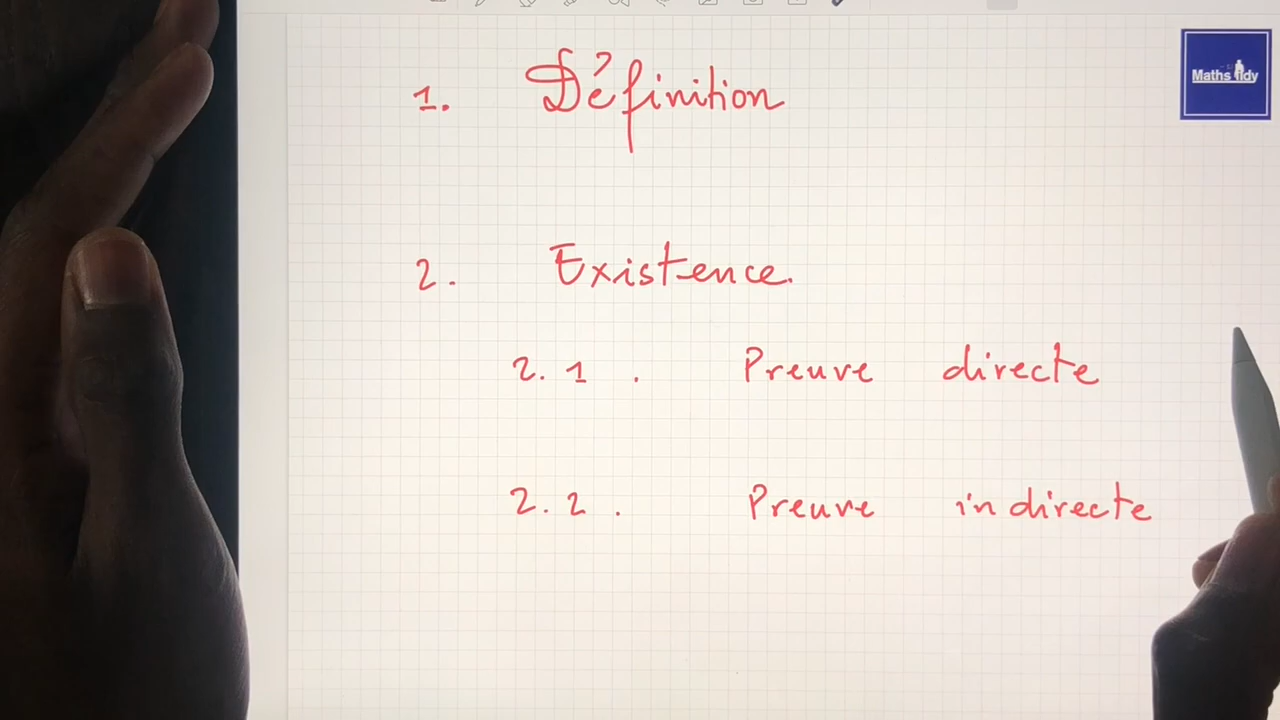 Maths tidy
1. Définition
2. Existence.
2.1. Preuve directe
2.2. Preuve indirecte